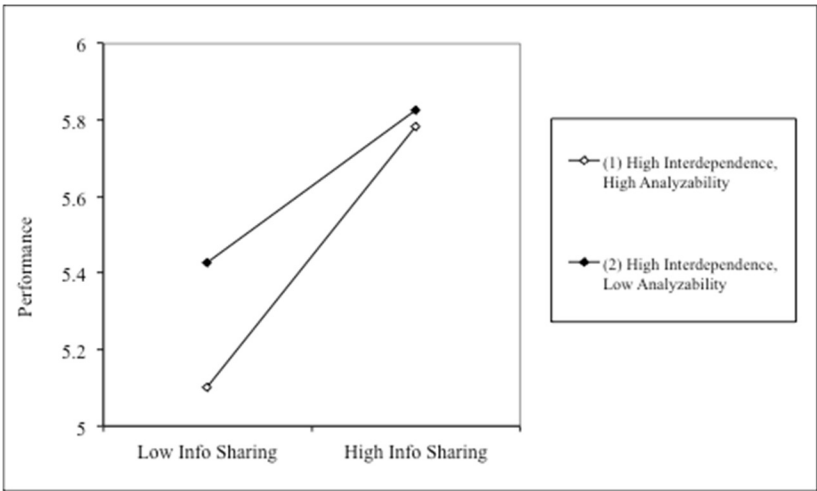 6
5.8
5.6
5.4
5.2
5
Performance
Low Info Sharing
High Info Sharing
(1) High Interdependence,
High Analyzability
(2) High Interdependence,
Low Analyzability